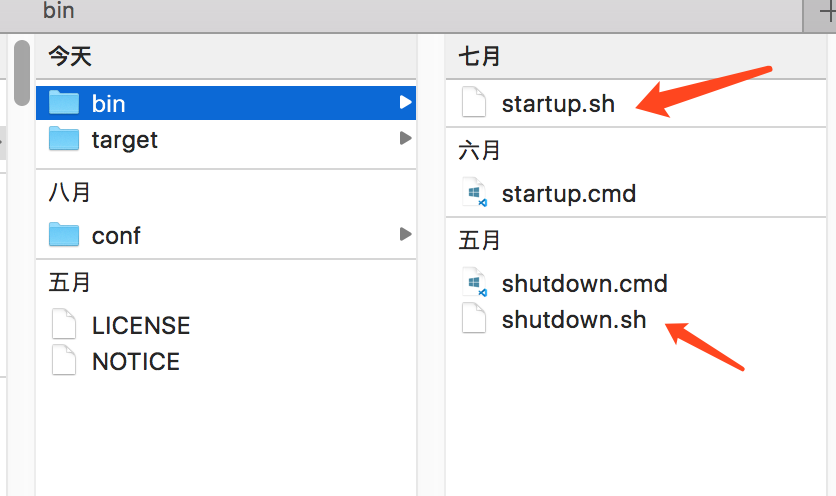 bin
今天
bin
target
八月
conf
五月
LICENSE
NOTICE
七月
startup.sh
六月
startup.cmd
五月
shutdown.cmd
shutdown.sh